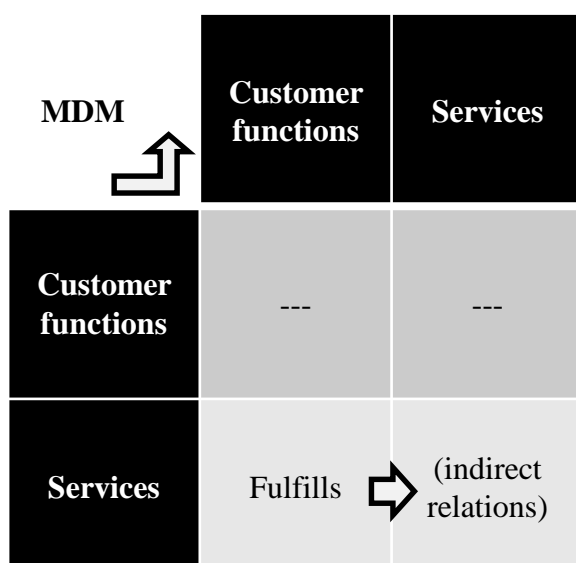 MDM
Customer
functions
Services
Customer
functions
---
---
Services
Fulfills
(indirect
relations)